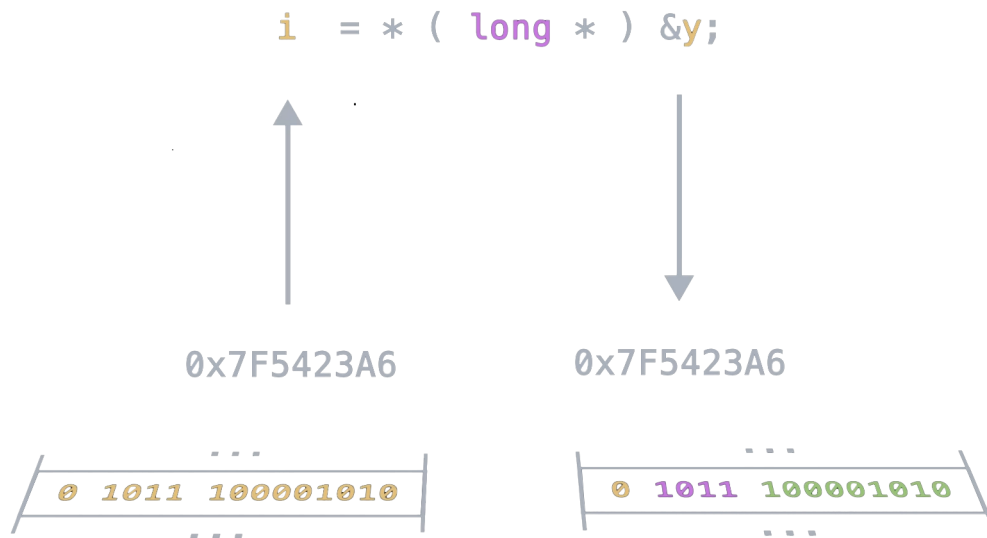 i = * ( long * ) &y;
0x7F5423A6 0x7F5423A6
... ...
0 1011 100001010 0 1011 100001010
... ...